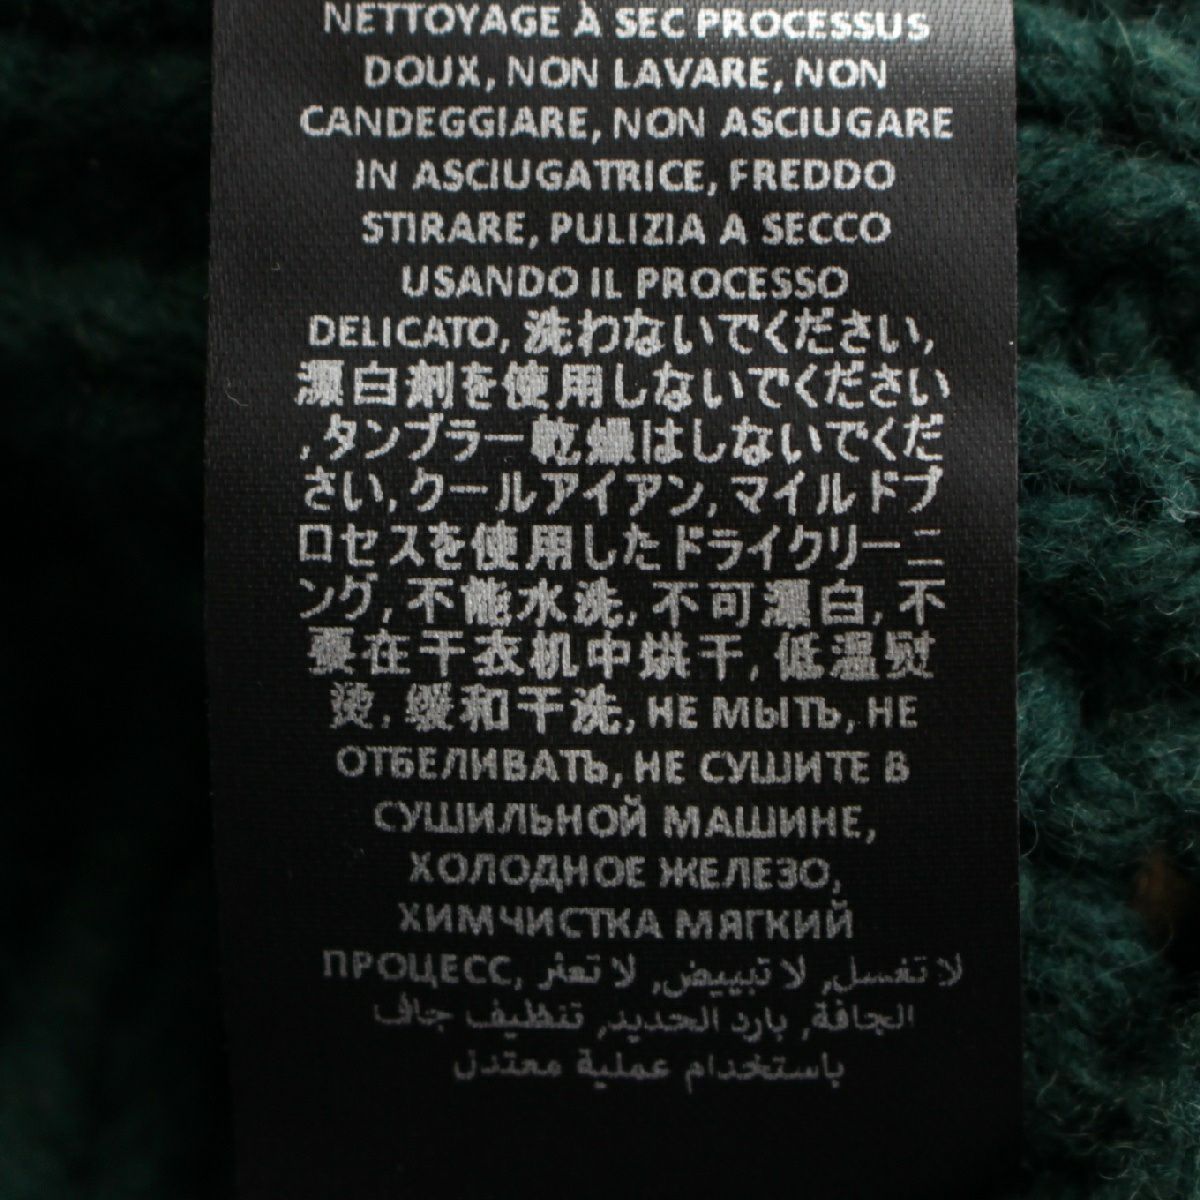 NETTOYAGE À SEC PROCESSUS
DOUX, NON LAVARE, NON
CANDEGGIARE, NON ASCIUGARE
IN ASCIUGATRICE, FREDDO
STIRARE, PULIZIA A SECCO
USANDO IL PROCESSO
DELICATO, 洗わないでください,
漂白剤を使用しないでください
,タンブラー乾燥はしないでくだ
さい,クールアイアン,マイルドプ
ロセスを使用したドライクリーニ
ング, 不能水洗, 不可漂白, 不
要在干衣机中烘干, 低温熨
烫, 缓和干洗, НЕ МЫТЬ, НЕ
ОТБЕЛИВАТЬ, НЕ СУШИТЕ В
СУШИЛЬНОЙ МАШИНЕ,
ХОЛОДНОЕ ЖЕЛЕЗО,
ХИМЧИСТКА МЯГКИЙ
ПРОЦЕСС, لا تغسل, لا تبييض, لا تعثر
الجافة, بارد الحديد, تنظيف جاف
باستخدام عملية معتدل